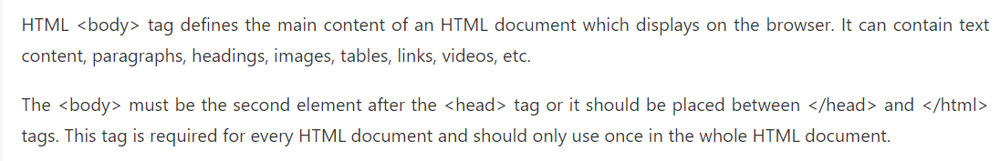 HTML <body> tag defines the main content of an HTML document which displays on the browser. It can contain text
content, paragraphs, headings, images, tables, links, videos, etc.
The <body> must be the second element after the <head> tag or it should be placed between </head> and </html>
tags. This tag is required for every HTML document and should only use once in the whole HTML document.